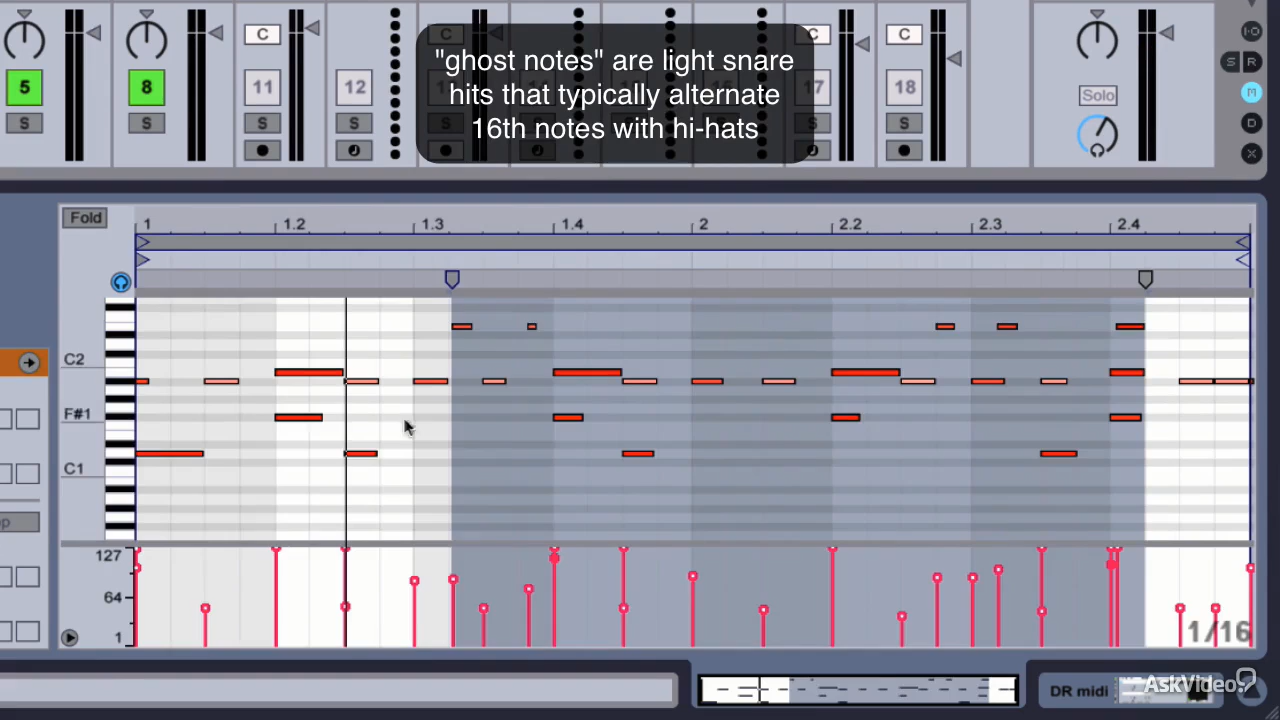 "ghost notes" are light snare
hits that typically alternate
16th notes with hi-hats
C
C
C
C
5
8
11
12
17
18
S
S
S
S
S
S
Solo
S
R
M
D
X
Fold
1
1.2
1.3
1.4
2
2.2
2.3
2.4
C2
F#1
C1
127
64
1
1/16
DR midi
AskVideo